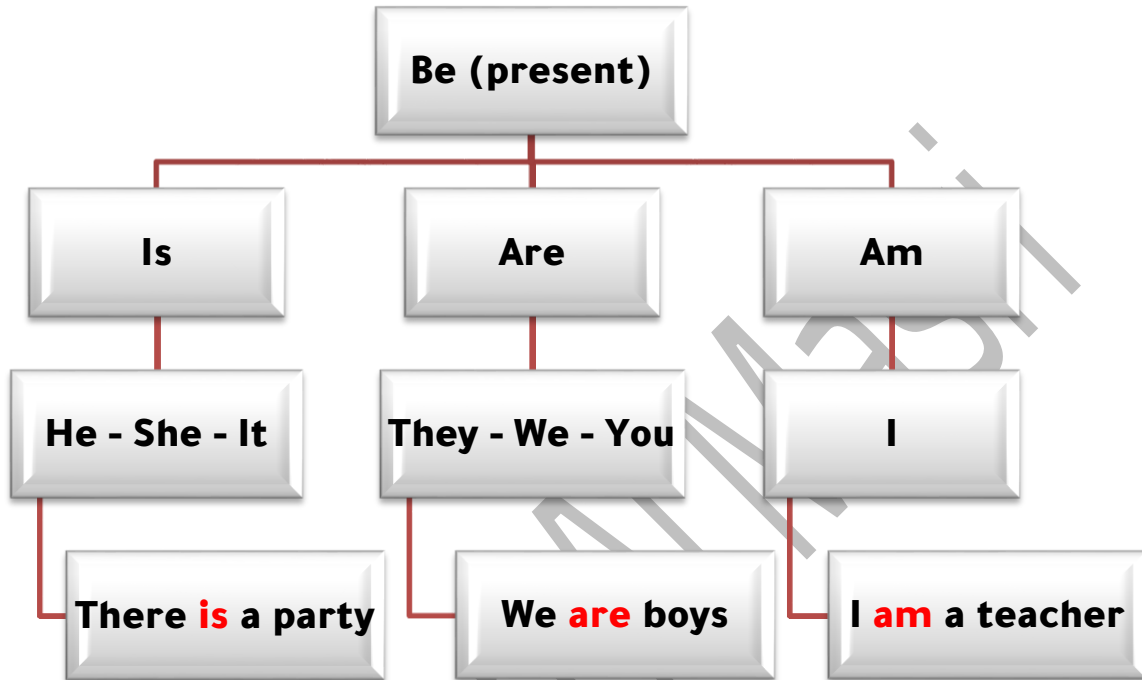 Be (present)
Is
Are
Am
He - She - It
They - We - You
I
There is a party
We are boys
I am a teacher